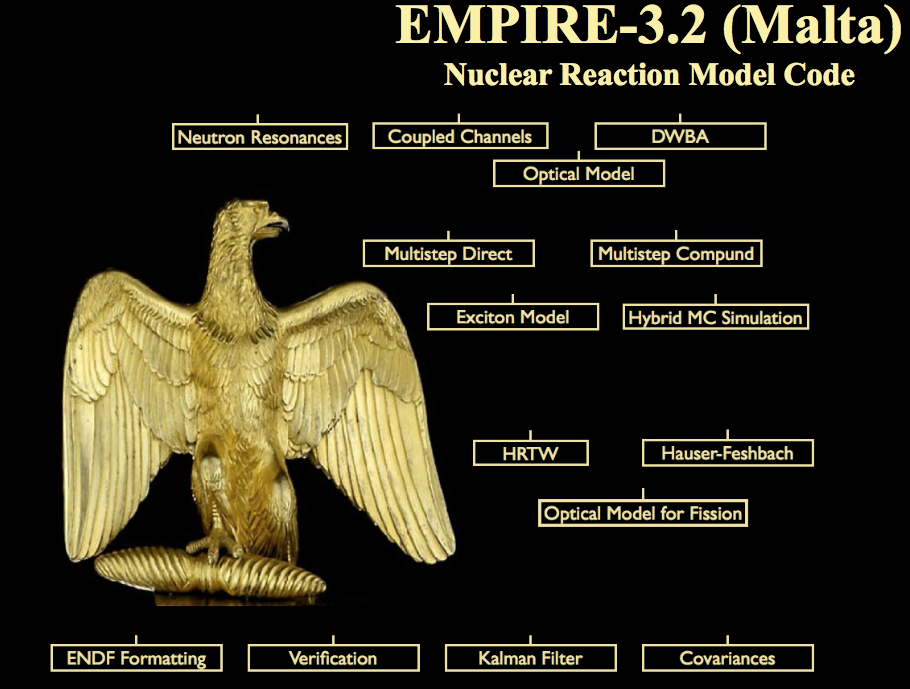 EMPIRE-3.2 (Malta)
Nuclear Reaction Model Code
Neutron Resonances
Coupled Channels
DWBA
Optical Model
Multistep Direct
Multistep Compund
Exciton Model
Hybrid MC Simulation
HRTW
Hauser-Feshbach
Optical Model for Fission
ENDF Formatting
Verification
Kalman Filter
Covariances